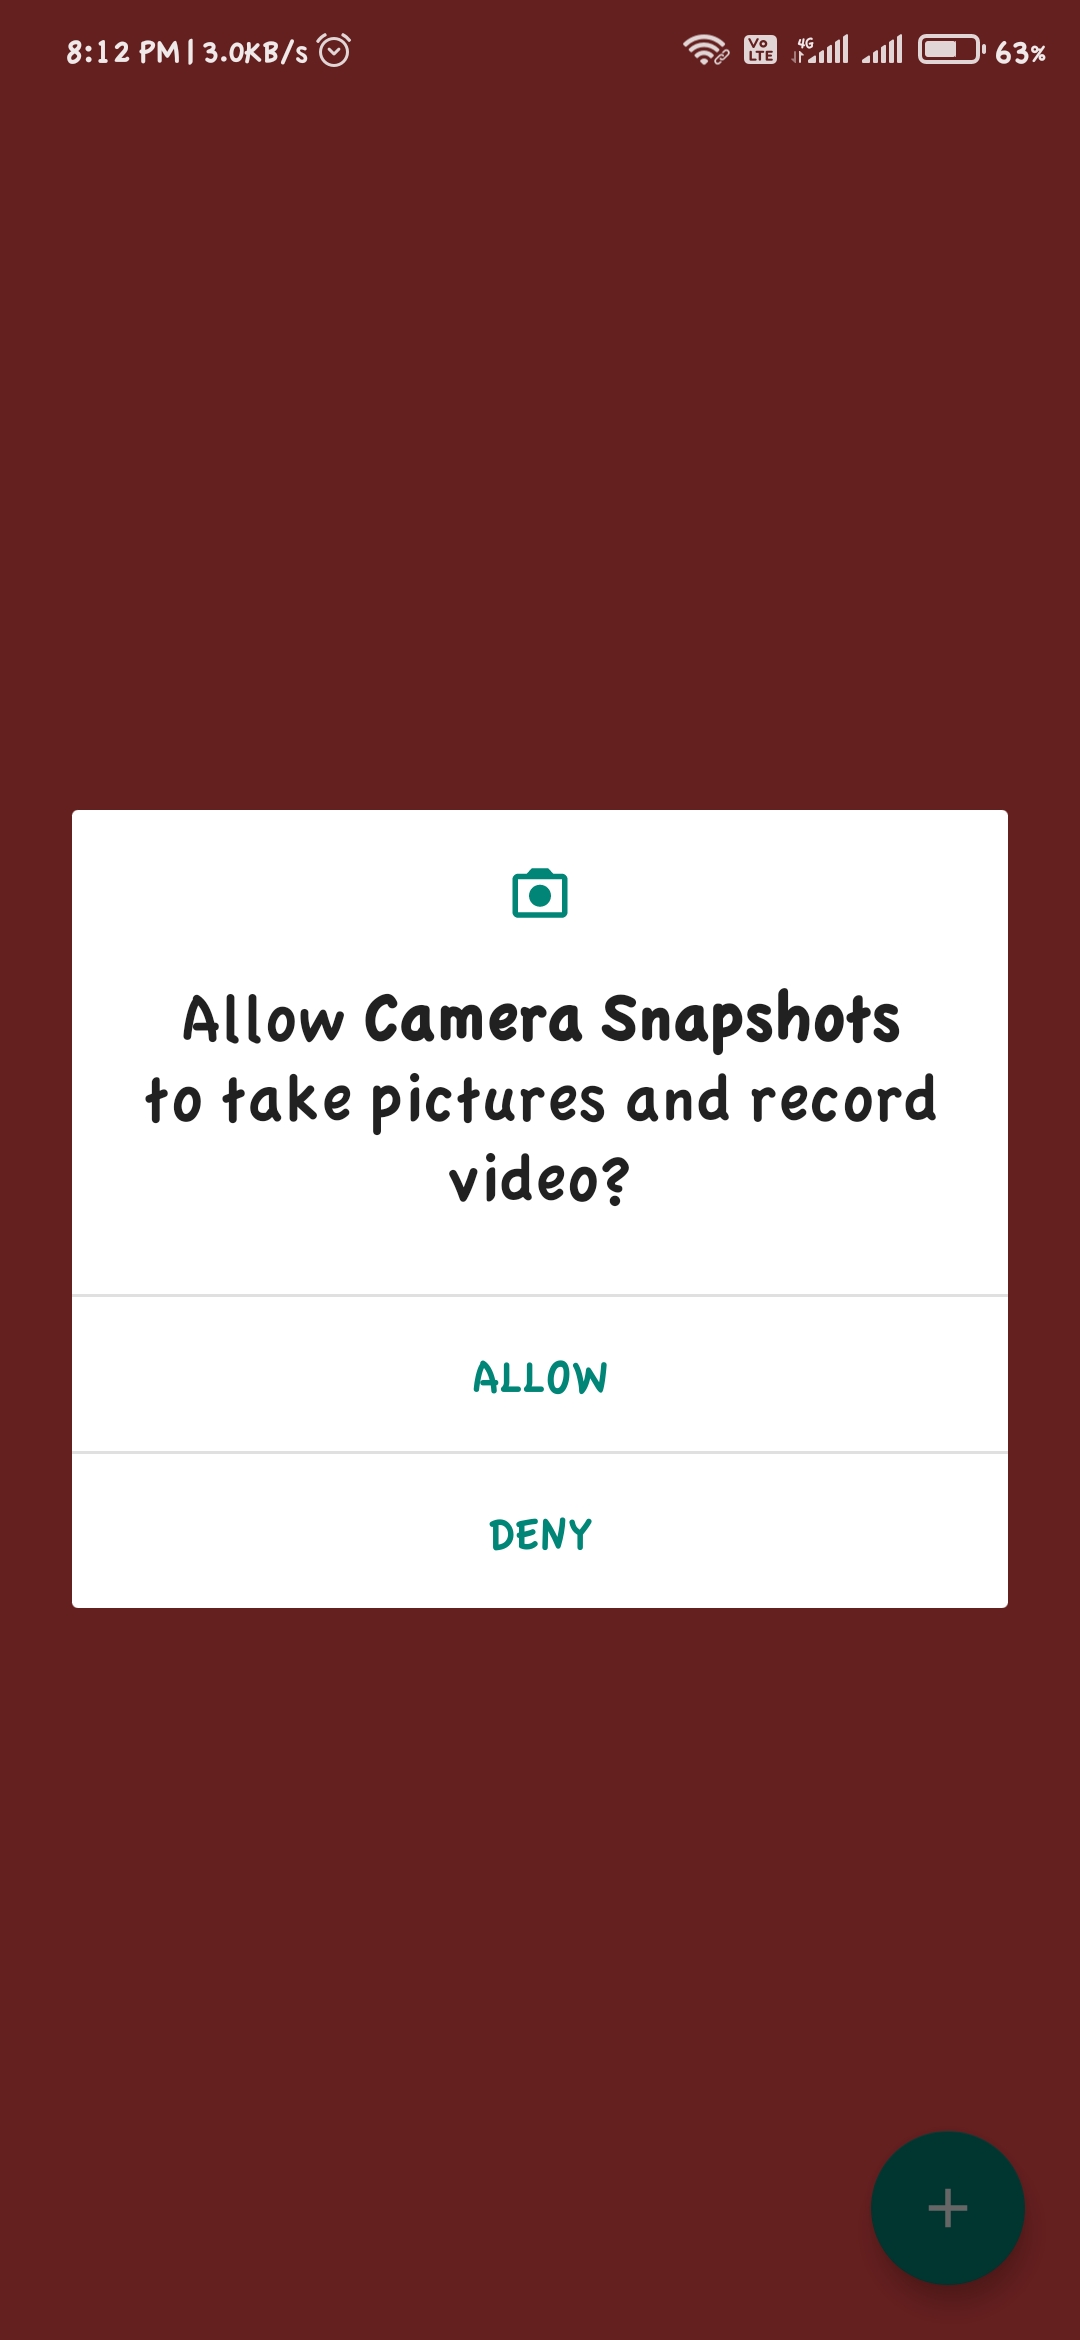 8:12 PM | 3.0KB/s Vo LTE 4G 63%
Allow Camera Snapshots
to take pictures and record
video?
ALLOW
DENY